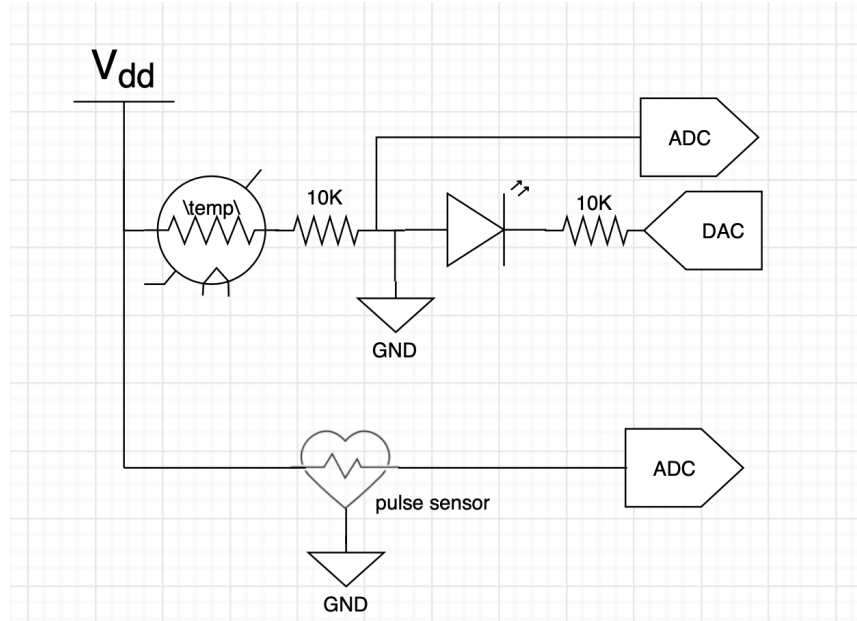 Vdd
ADC
\temp\
10K
10K
DAC
GND
ADC
pulse sensor
GND